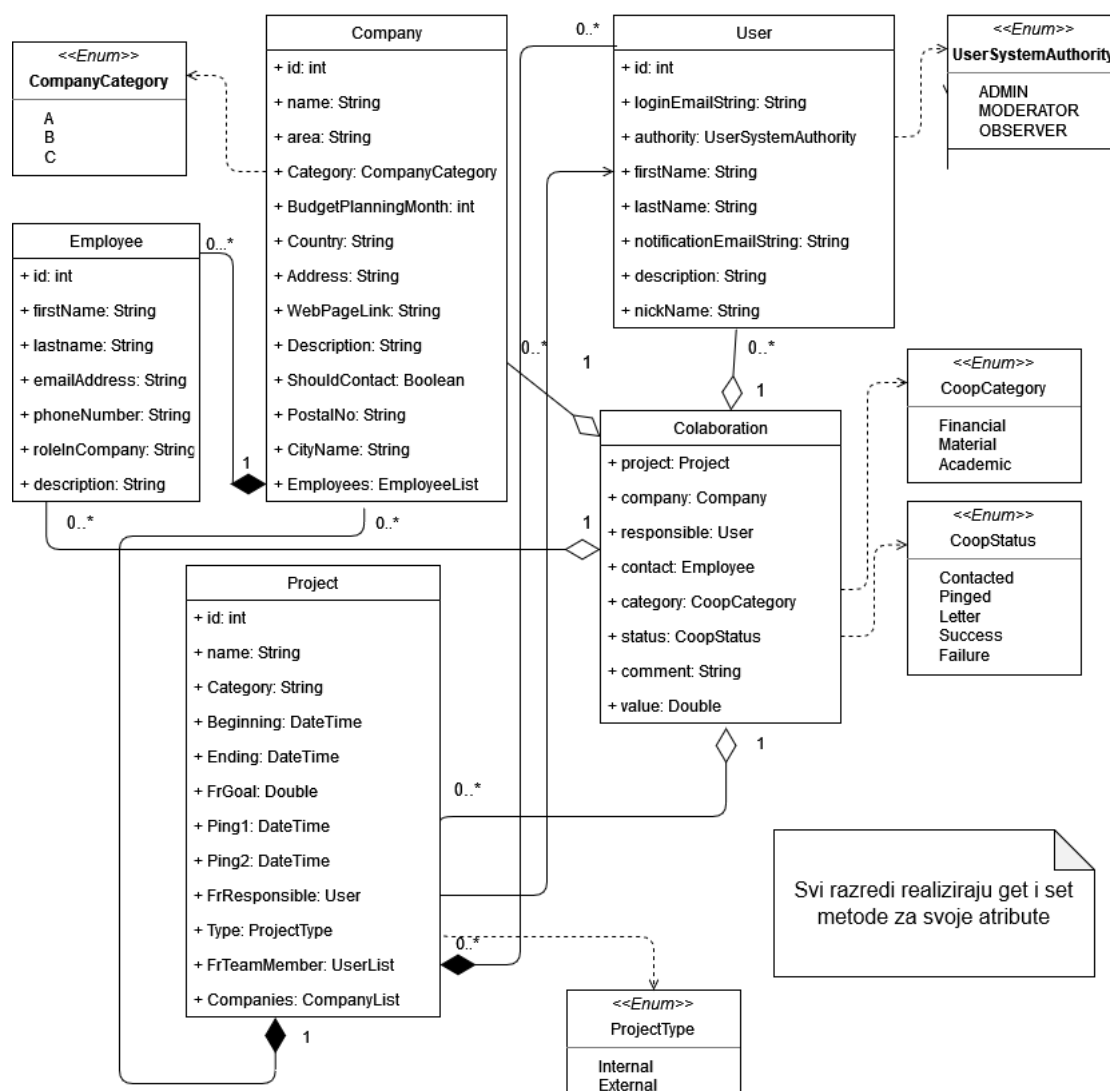 <<Enum>>
CompanyCategory
A
B
C
Company
+ id: int
+ name: String
+ area: String
+ Category: CompanyCategory
+ BudgetPlanningMonth: int
+ Country: String
+ Address: String
+ WebPageLink: String
+ Description: String
+ ShouldContact: Boolean
+ PostalNo: String
+ CityName: String
+ Employees: EmployeeList
0..*
User
+ id: int
+ loginEmailString: String
+ authority: UserSystemAuthority
+ firstName: String
+ lastName: String
+ notificationEmailString: String
+ description: String
+ nickName: String
<<Enum>>
UserSystemAuthority
ADMIN
MODERATOR
OBSERVER
Employee
+ id: int
+ firstName: String
+ lastname: String
+ emailAddress: String
+ phoneNumber: String
+ roleInCompany: String
+ description: String
0...*
1
0..*
0..*
0..*
1
0..*
1
1
Colaboration
+ project: Project
+ company: Company
+ responsible: User
+ contact: Employee
+ category: CoopCategory
+ status: CoopStatus
+ comment: String
+ value: Double
<<Enum>>
CoopCategory
Financial
Material
Academic
<<Enum>>
CoopStatus
Contacted
Pinged
Letter
Success
Failure
Project
+ id: int
+ name: String
+ Category: String
+ Beginning: DateTime
+ Ending: DateTime
+ FrGoal: Double
+ Ping1: DateTime
+ Ping2: DateTime
+ FrResponsible: User
+ Type: ProjectType
+ FrTeamMember: UserList
+ Companies: CompanyList
1
0..*
0..*
1
<<Enum>>
ProjectType
Internal
External
Svi razredi realiziraju get i set
metode za svoje atribute